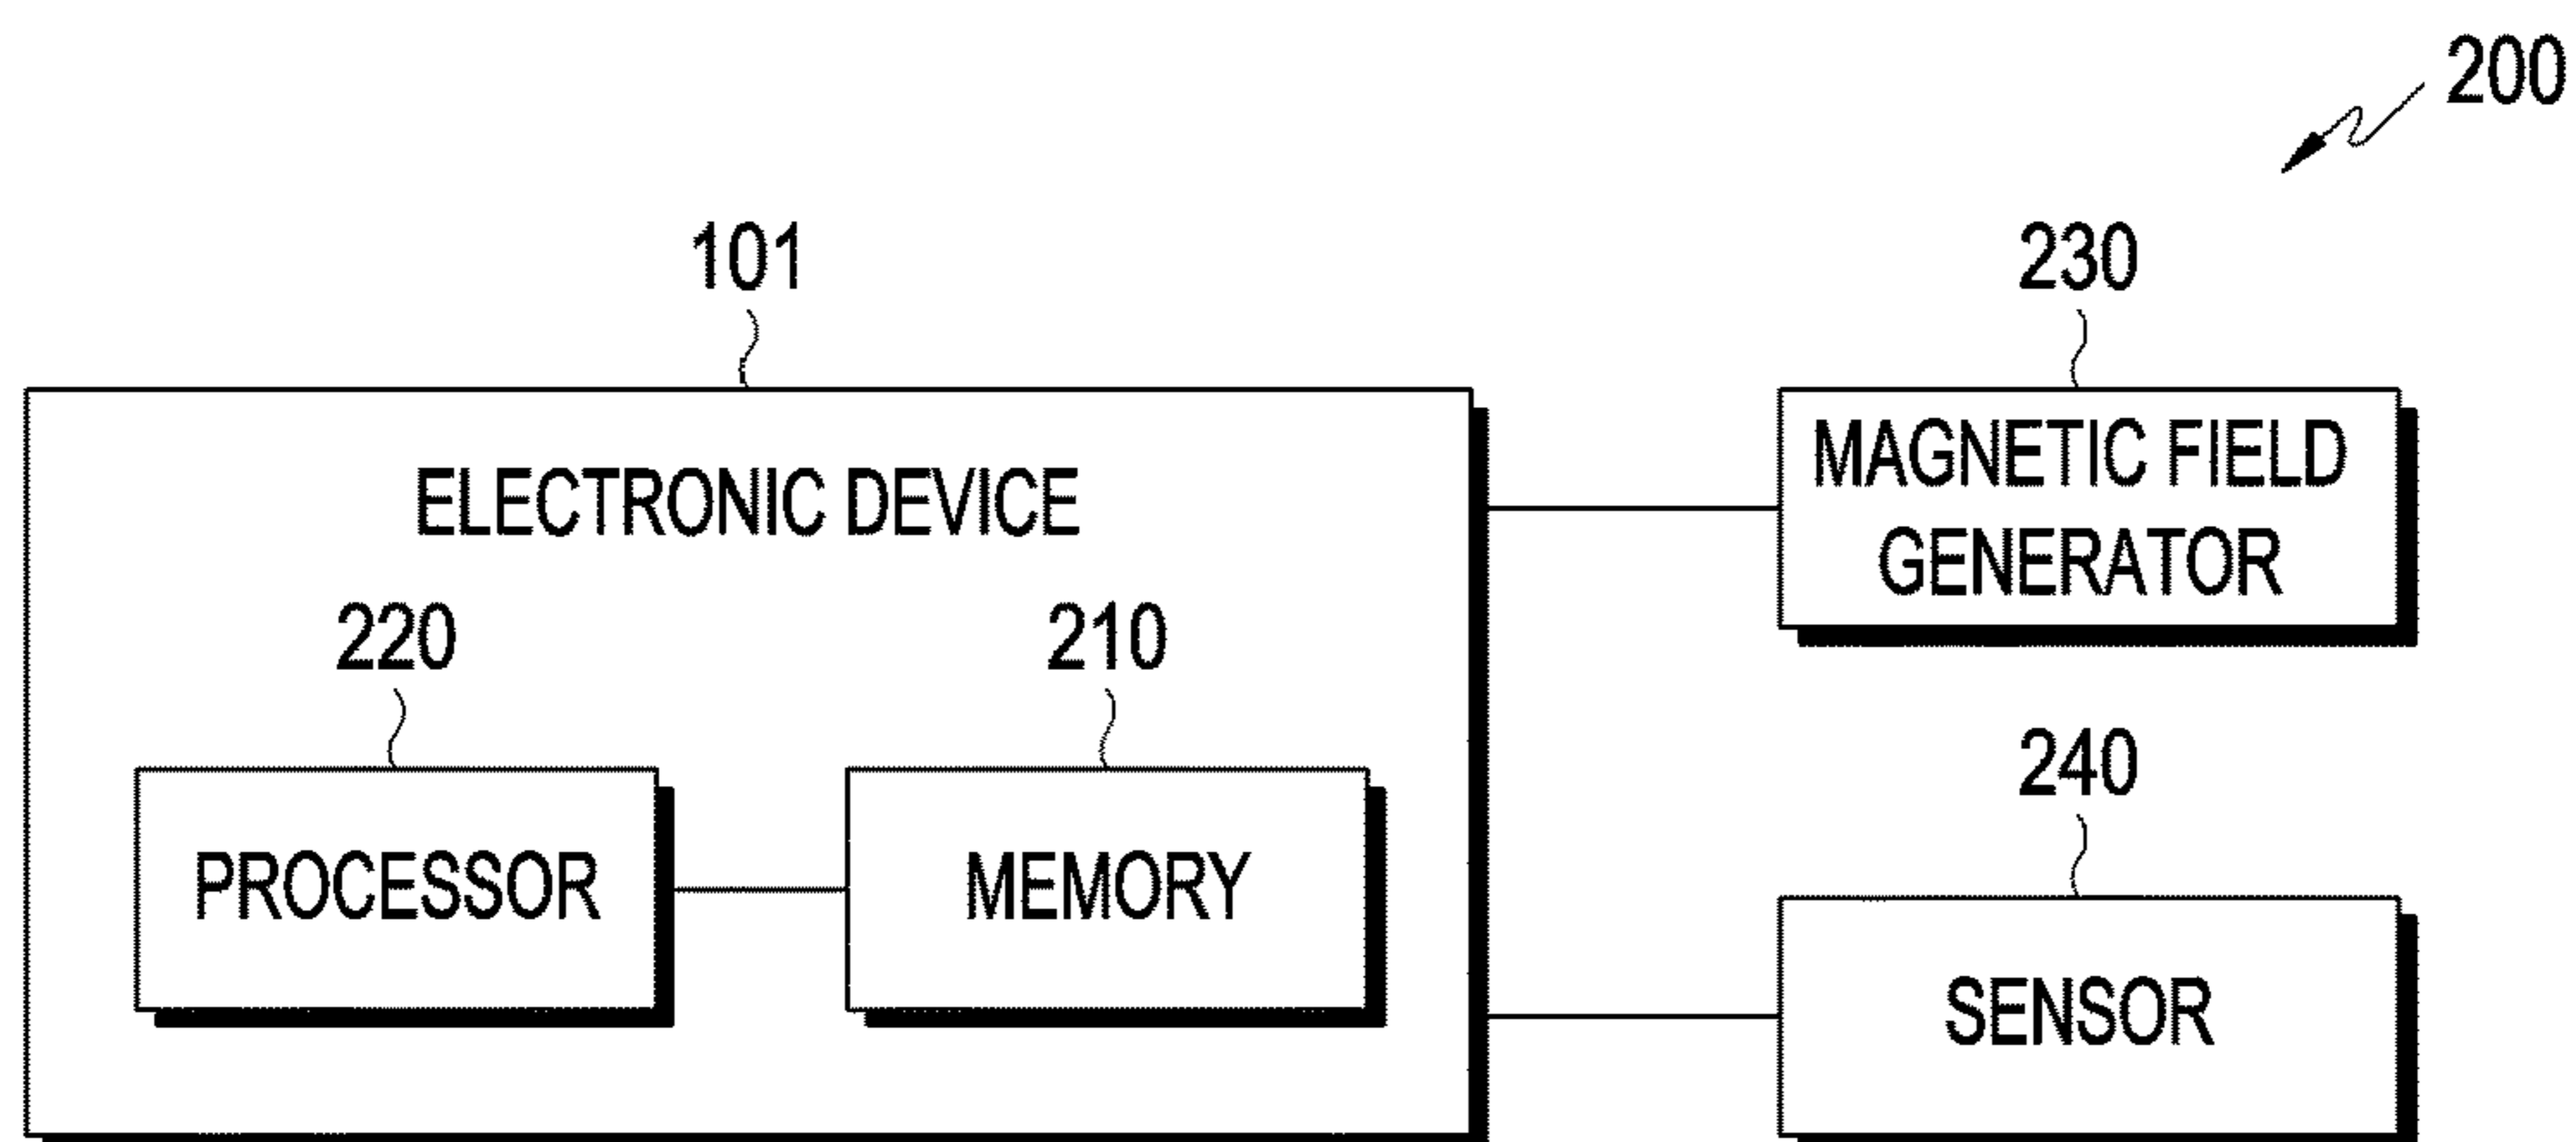 200
101
230
ELECTRONIC DEVICE
MAGNETIC FIELD
GENERATOR
220
210
240
PROCESSOR
MEMORY
SENSOR